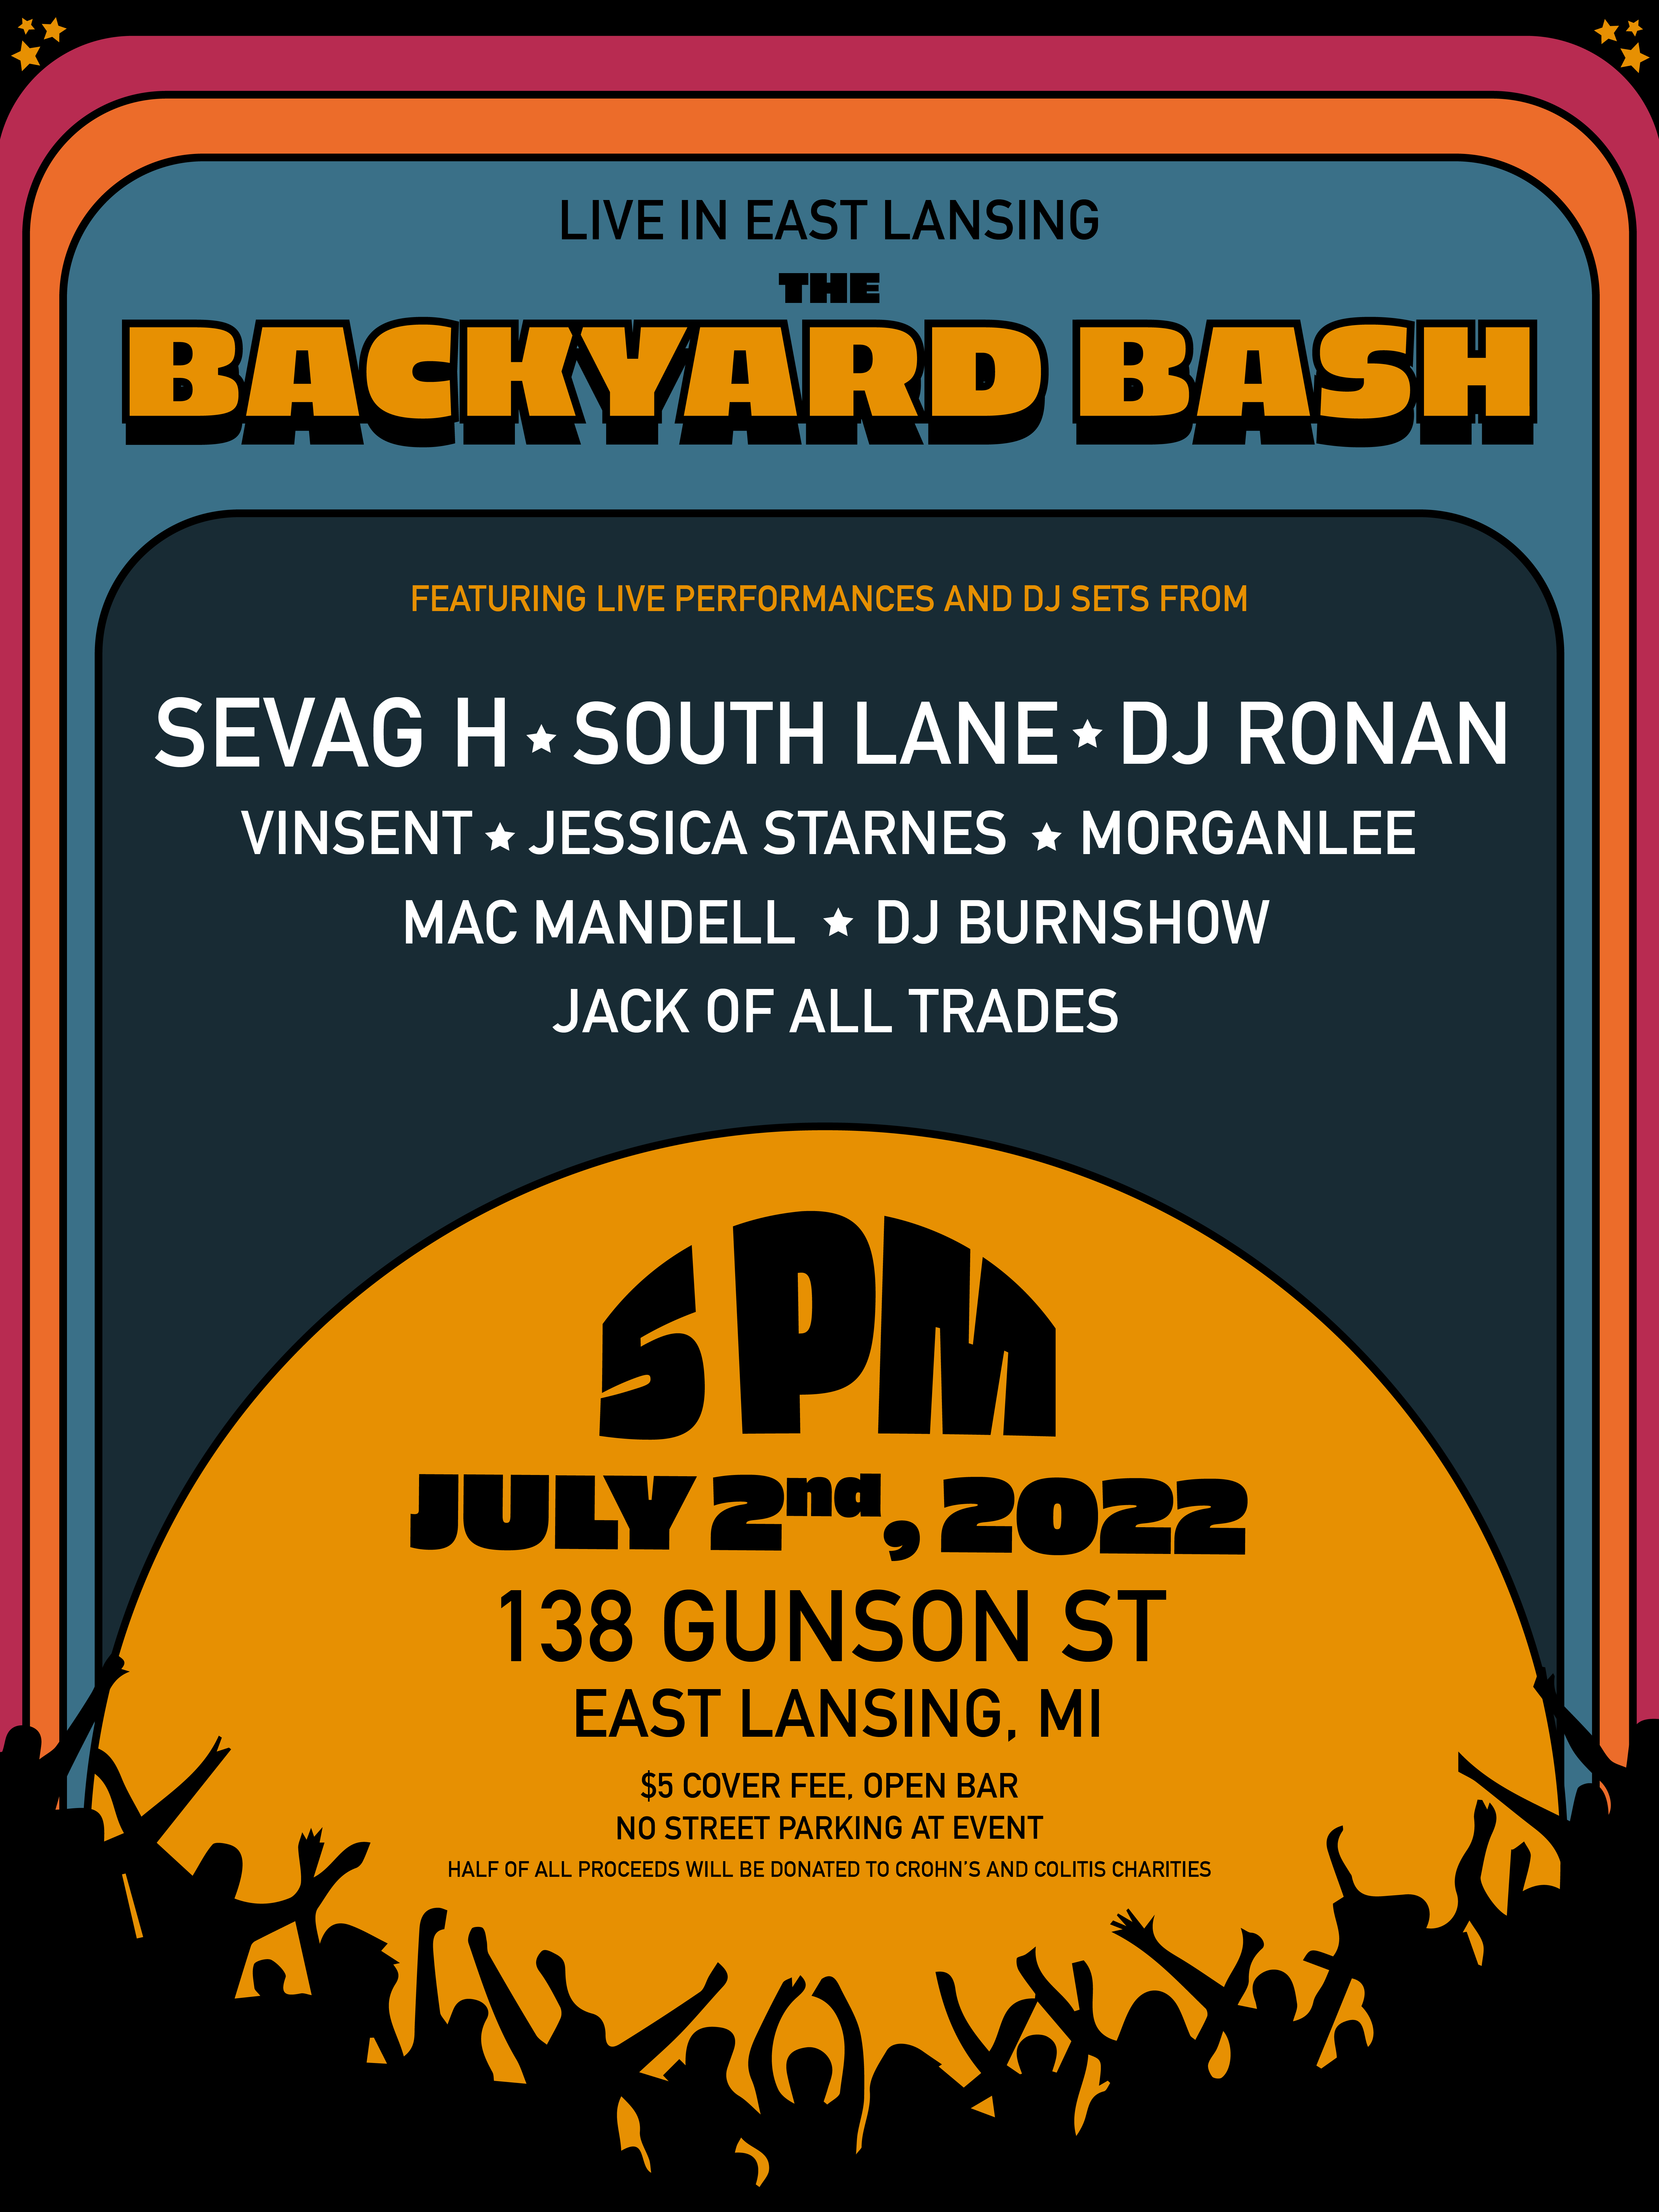 LIVE IN EAST LANSING
THE
BACKYARD BASH
FEATURING LIVE PERFORMANCES AND DJ SETS FROM
SEVAG H ★ SOUTH LANE ★ DJ RONAN
VINSENT ★ JESSICA STARNES ★ MORGANLEE
MAC MANDELL ★ DJ BURNSHOW
JACK OF ALL TRADES
5 PM
JULY 2nd, 2022
138 GUNSON ST
EAST LANSING, MI
$5 COVER FEE, OPEN BAR
NO STREET PARKING AT EVENT
HALF OF ALL PROCEEDS WILL BE DONATED TO CROHN'S AND COLITIS CHARITIES